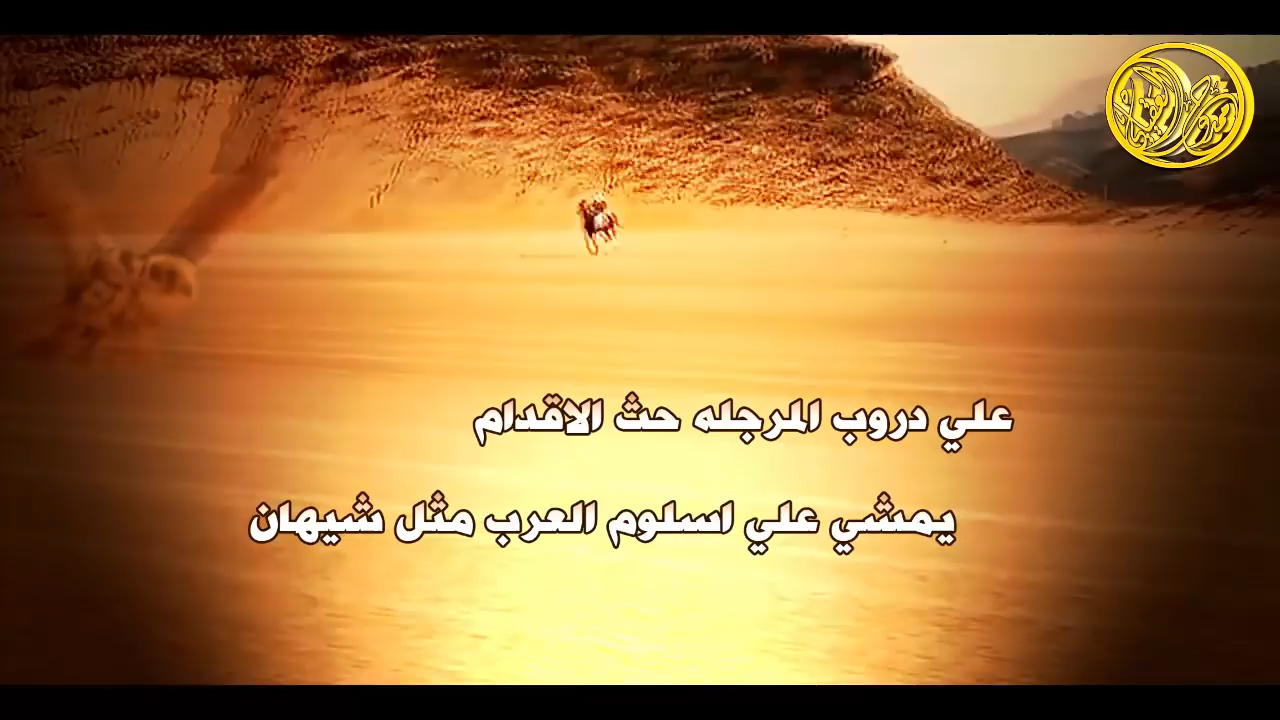 علي دروب المرجله حث الاقدام
يمشي علي اسلوم العرب مثل شيهان